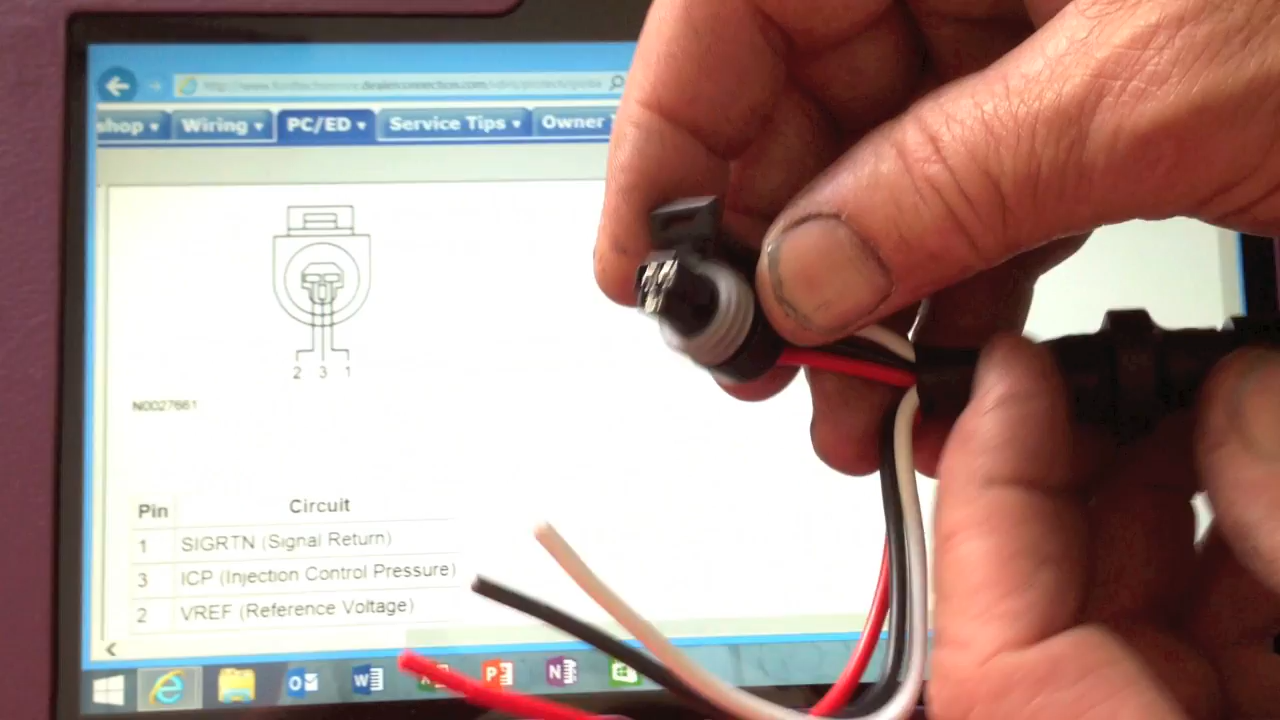 shop Wiring PC/ED Service Tips Owner
2 3 1
N0027661
Pin Circuit
1 SIGRTN (Signal Return)
3 ICP (Injection Control Pressure)
2 VREF (Reference Voltage)